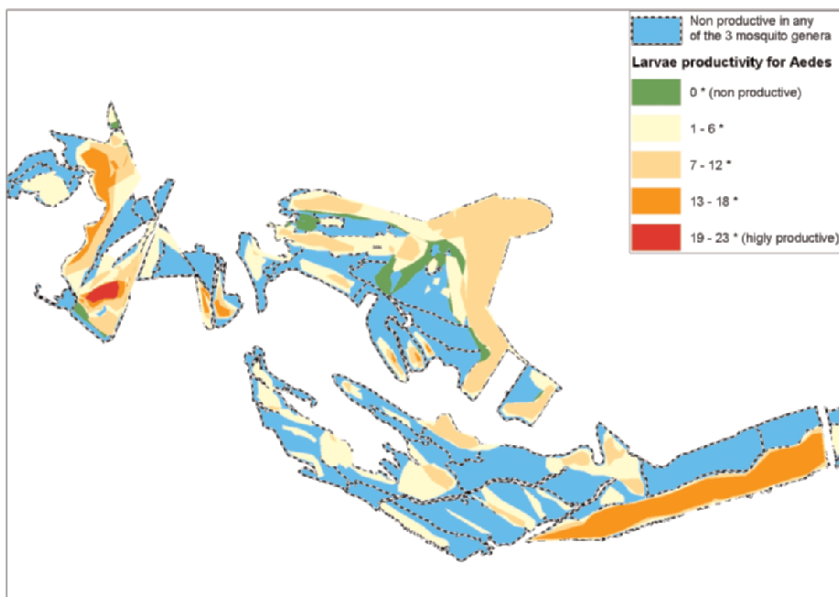 Non productive in any
of the 3 mosquito genera
Larvae productivity for Aedes
0 * (non productive)
1 - 6 *
7 - 12 *
13 - 18 *
19 - 23 * (higly productive)